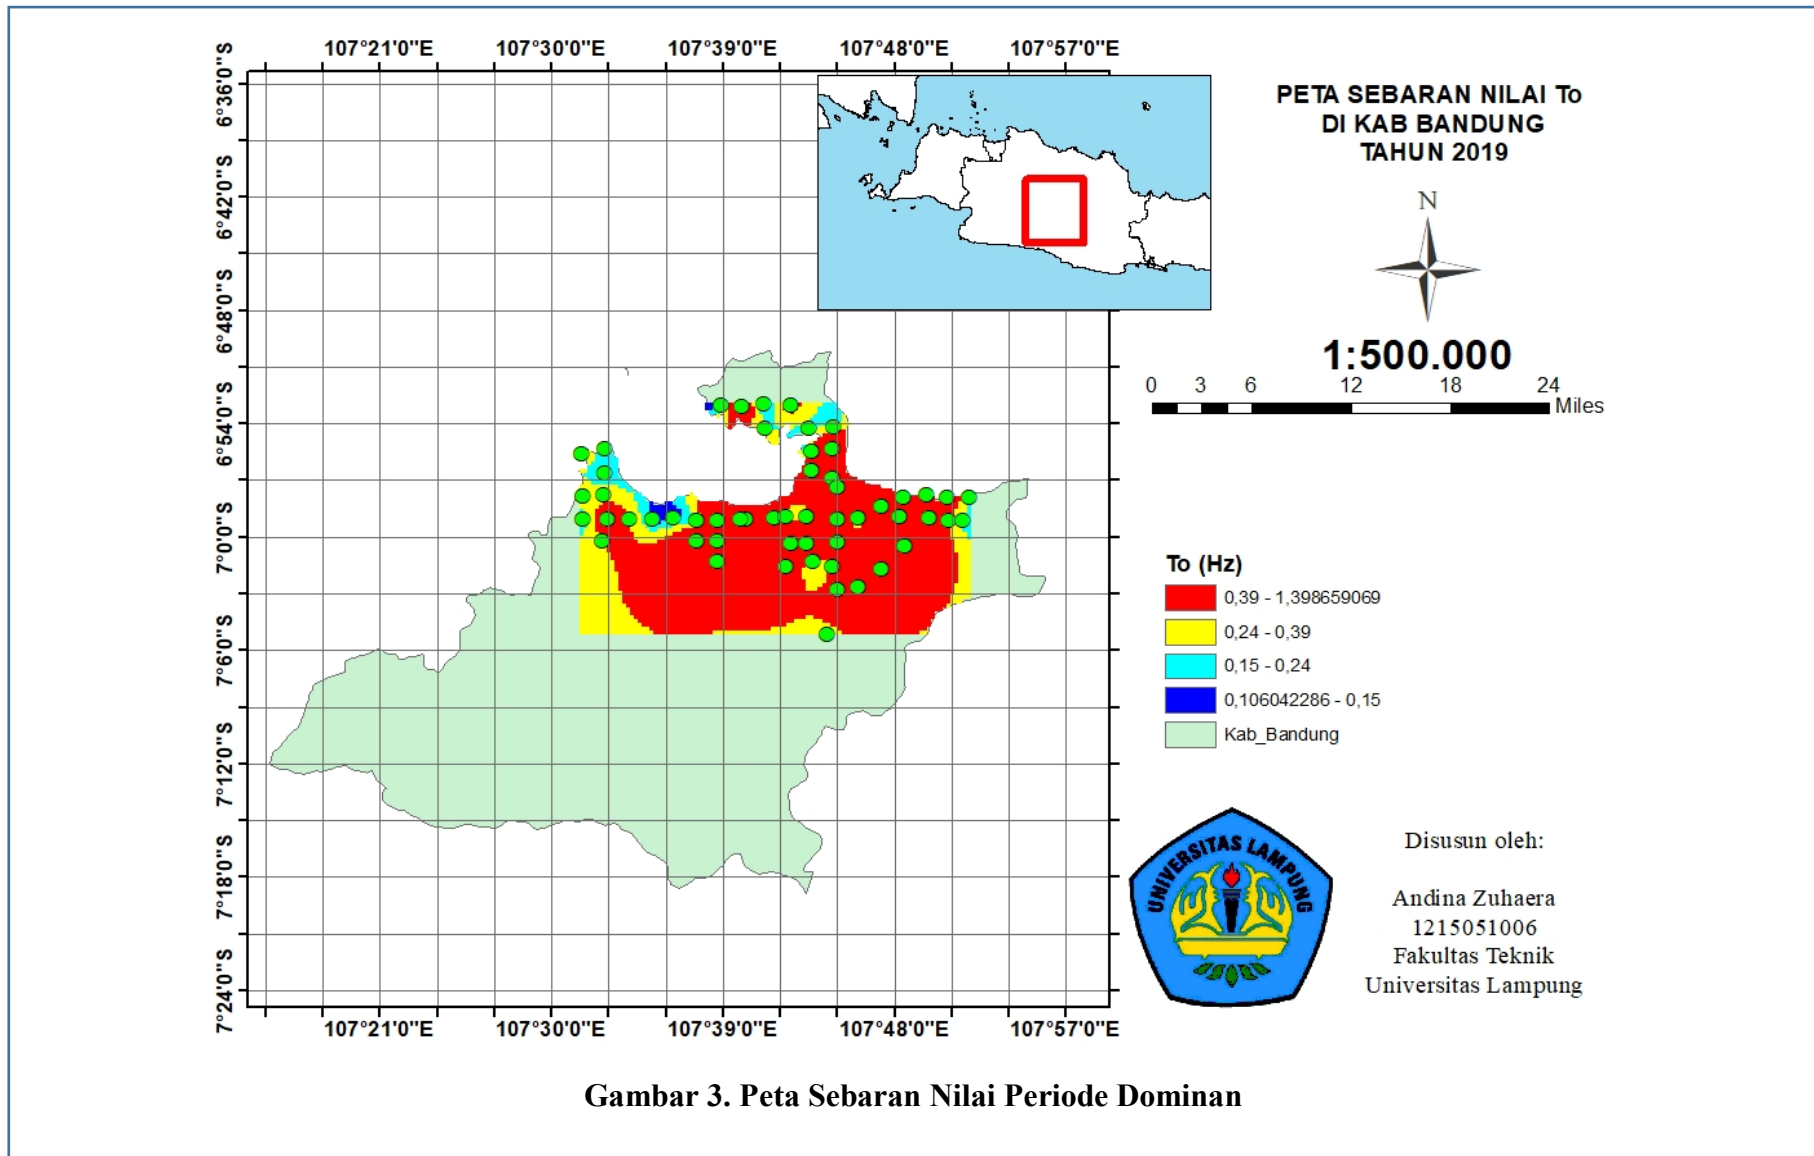 107°21'0"E 107°30'0"E 107°39'0"E 107°48'0"E 107°57'0"E
6°36'0"S
6°42'0"S
6°48'0"S
6°54'0"S
7°0'0"S
7°6'0"S
7°12'0"S
7°18'0"S
7°24'0"S
107°21'0"E 107°30'0"E 107°39'0"E 107°48'0"E 107°57'0"E
PETA SEBARAN NILAI To
DI KAB BANDUNG
TAHUN 2019
N
1:500.000
0 3 6 12 18 24
Miles
To (Hz)
0,39 - 1,398659069
0,24 - 0,39
0,15 - 0,24
0,106042286 - 0,15
Kab_Bandung
UNIVERSITAS LAMPUNG
Disusun oleh:
Andina Zuhaera
1215051006
Fakultas Teknik
Universitas Lampung
Gambar 3. Peta Sebaran Nilai Periode Dominan